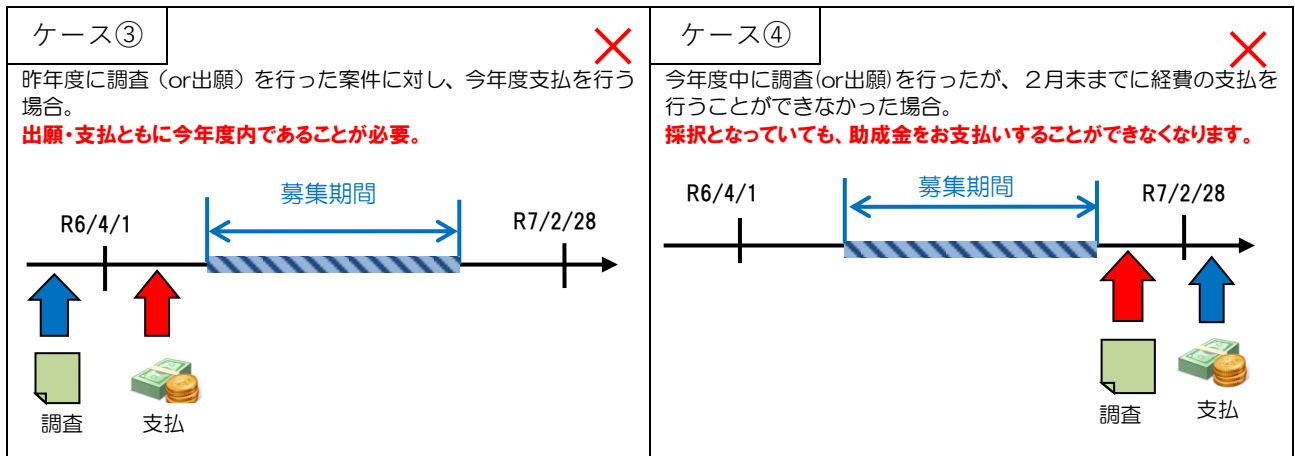 ケース③
昨年度に調査（or出願）を行った案件に対し、今年度支払を行う
場合。
出願・支払ともに今年度内であることが必要。
募集期間
R6/4/1
R7/2/28
調査
支払
ケース④
今年度中に調査(or出願)を行ったが、２月末までに経費の支払を
行うことができなかった場合。
採択となっていても、助成金をお支払いすることができなくなります。
募集期間
R6/4/1
R7/2/28
調査
支払